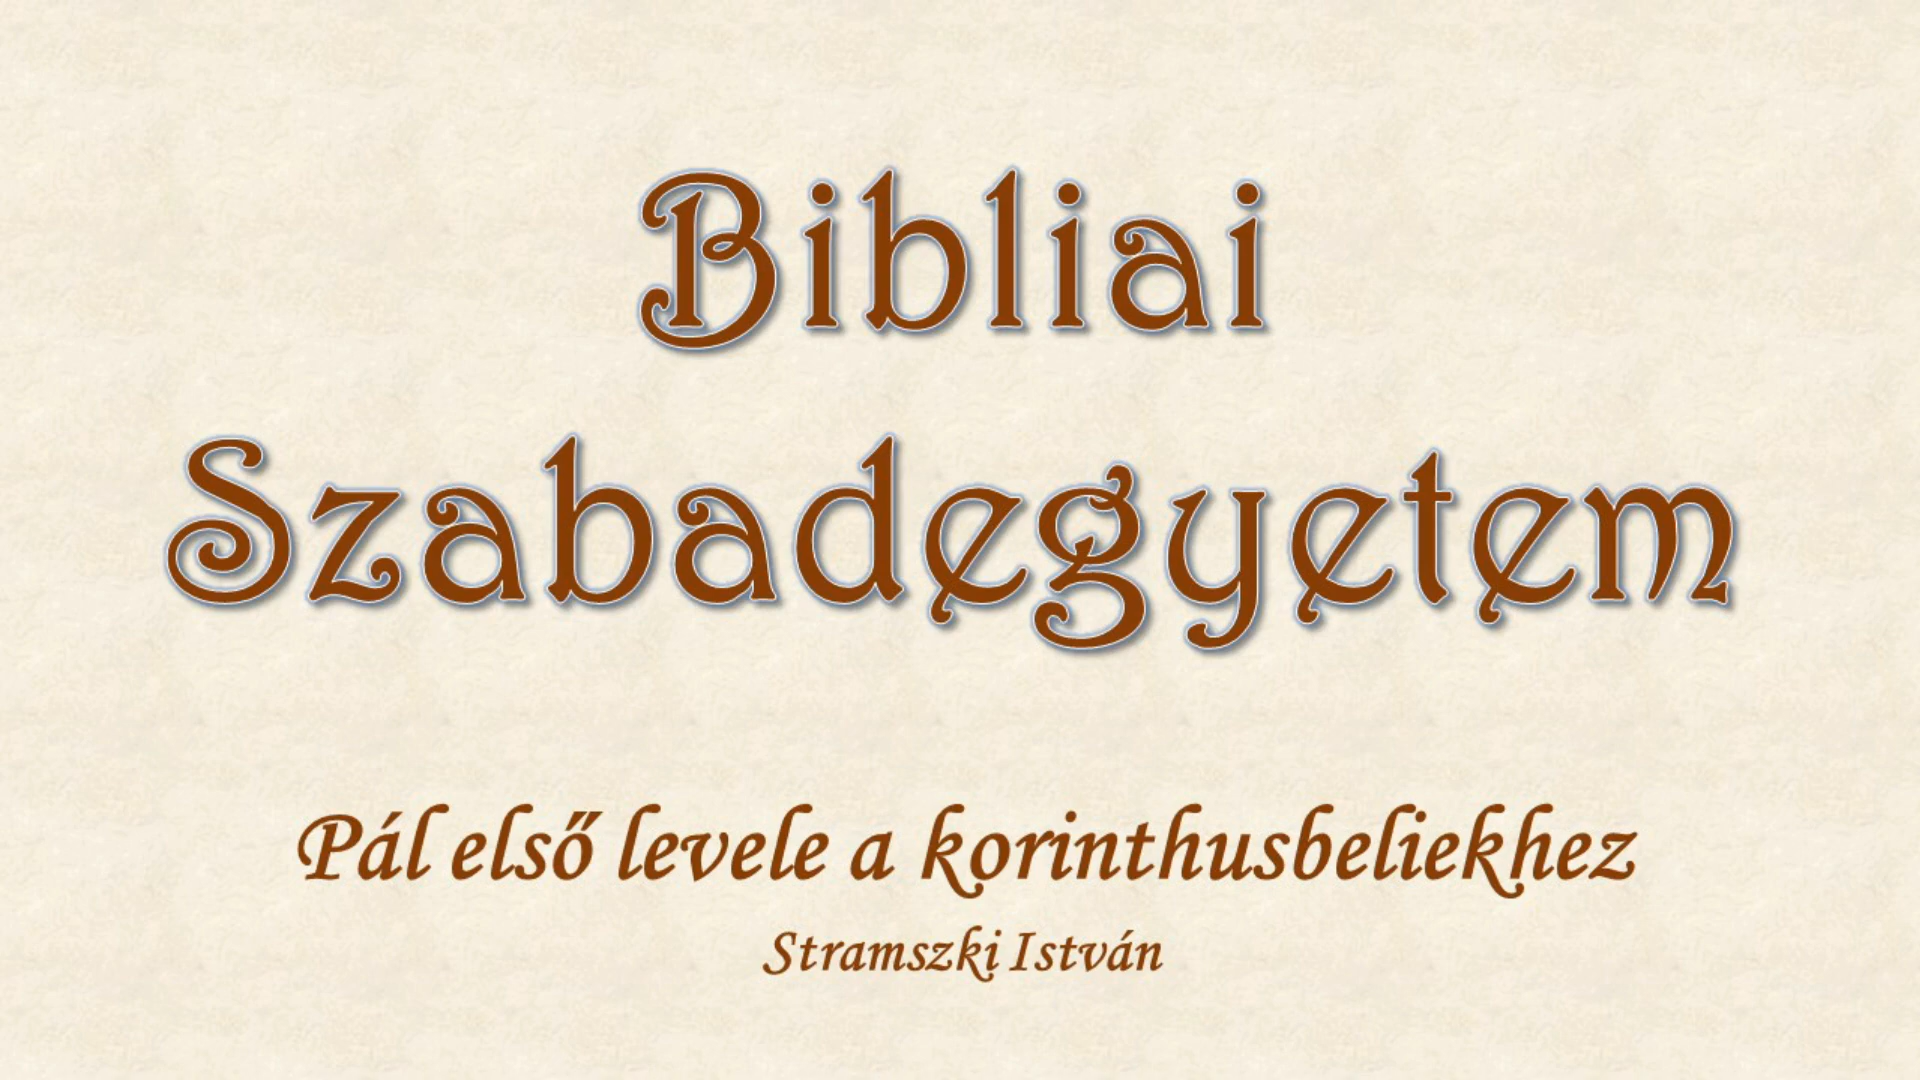 Bibliai
Szabadegyetem
Pál első levele a korinthusbeliekhez
Stramszki István